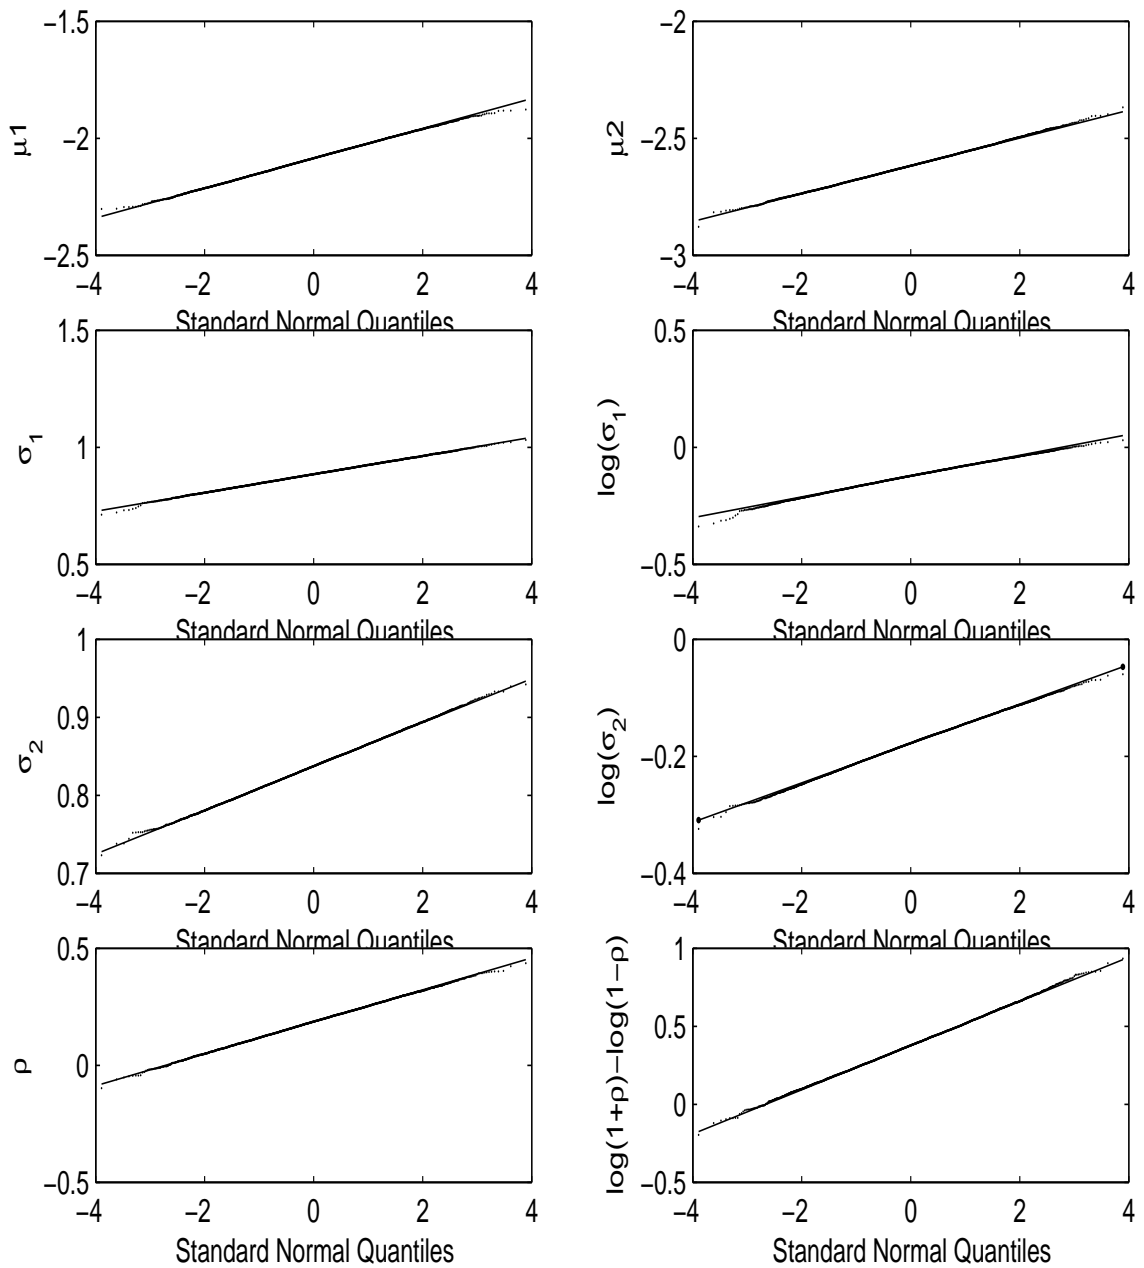 −1.5
−2
−2.5
μ1
−4 −2 0 2 4
Standard Normal Quantiles
−2
−2.5
−3
μ2
−4 −2 0 2 4
Standard Normal Quantiles
1.5
1
0.5
σ1
−4 −2 0 2 4
Standard Normal Quantiles
0.5
0
−0.5
log(σ1)
−4 −2 0 2 4
Standard Normal Quantiles
1
0.9
0.8
0.7
σ2
−4 −2 0 2 4
Standard Normal Quantiles
0
−0.2
−0.4
log(σ2)
−4 −2 0 2 4
Standard Normal Quantiles
0.5
0
−0.5
ρ
−4 −2 0 2 4
Standard Normal Quantiles
1
0.5
0
−0.5
log(1+ρ)−log(1−ρ)
−4 −2 0 2 4
Standard Normal Quantiles